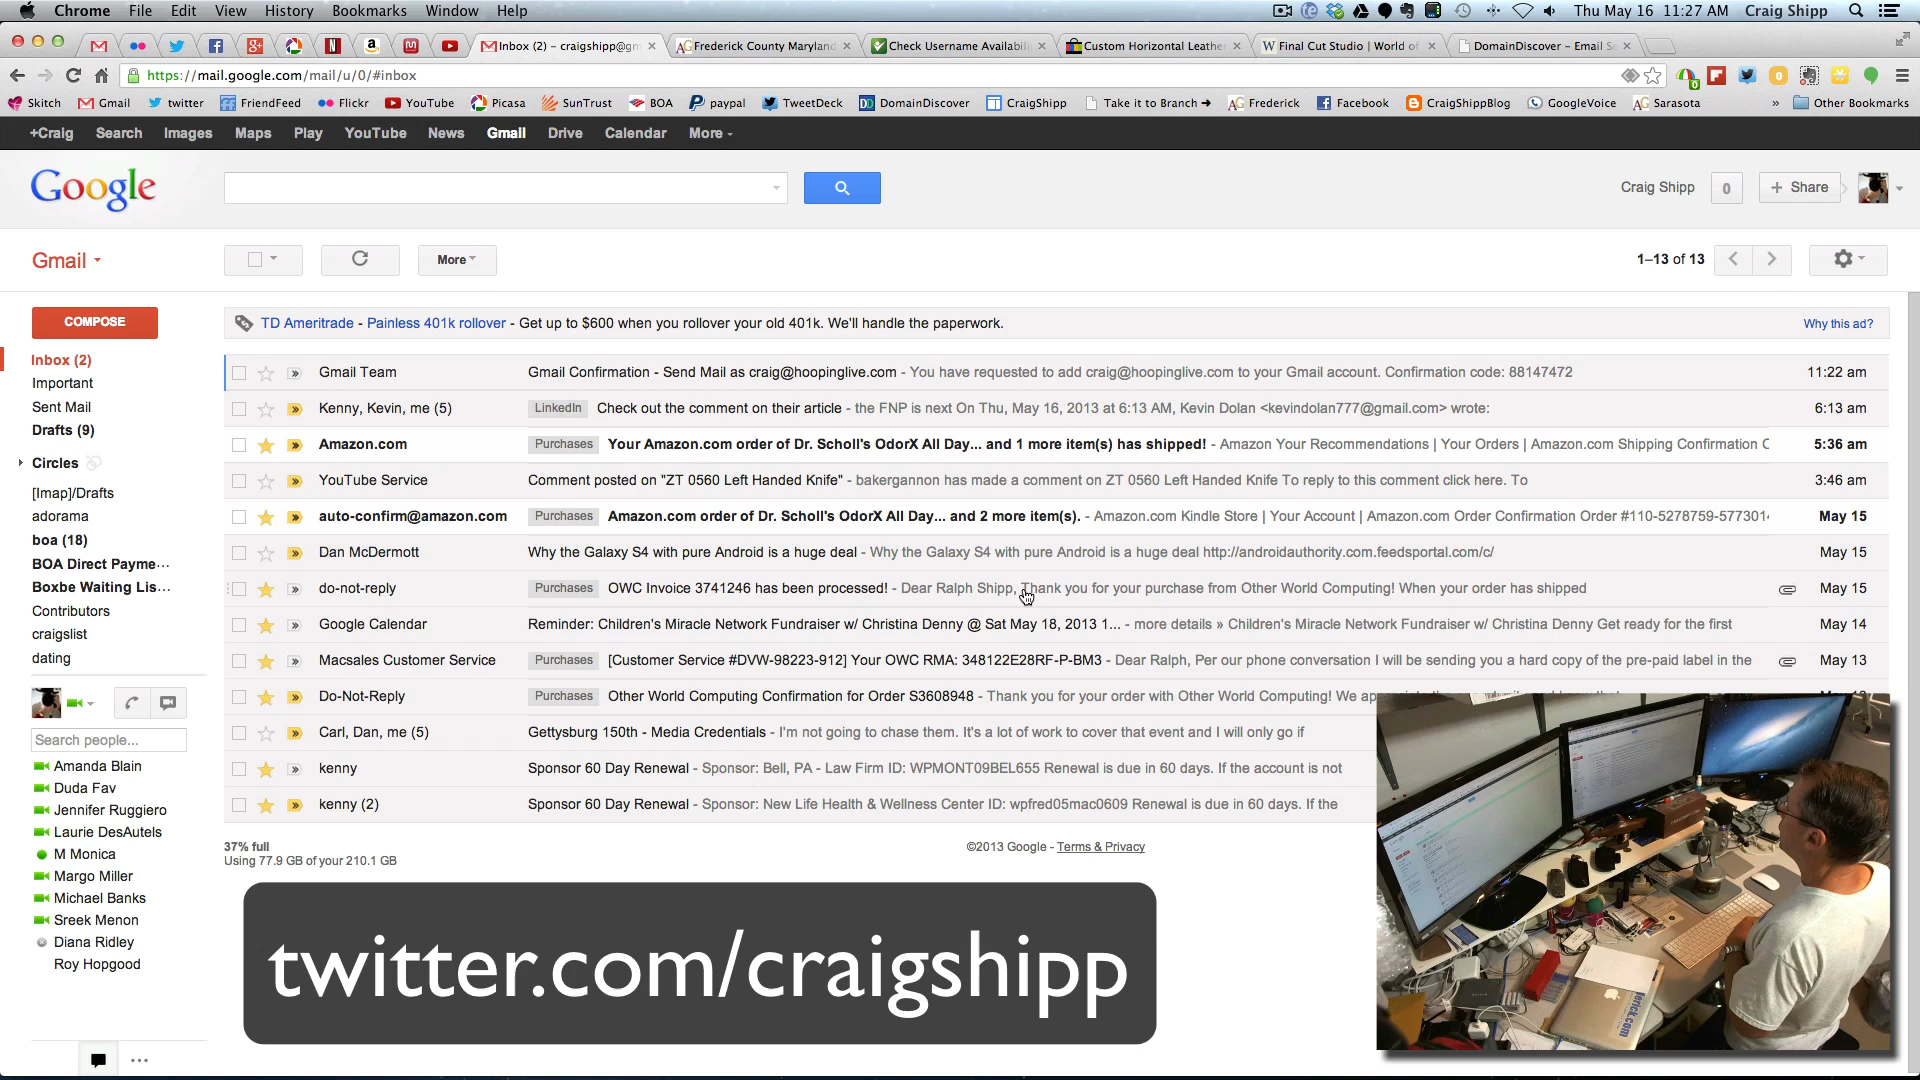 Chrome File Edit View History Bookmarks Window Help Thu May 16 11:27 AM Craig Shipp
Inbox (2) – craigshipp@gm Frederick County Maryland Check Username Availabili Custom Horizontal Leather Final Cut Studio | World of DomainDiscover – Email Se
https://mail.google.com/mail/u/0/#inbox
Skitch Gmail twitter FriendFeed Flickr YouTube Picasa SunTrust BOA paypal TweetDeck DomainDiscover CraigShipp Take it to Branch → Frederick Facebook CraigShippBlog GoogleVoice Sarasota » Other Bookmarks
+Craig Search Images Maps Play YouTube News Gmail Drive Calendar More
Google Craig Shipp 0 + Share
Gmail More 1–13 of 13
COMPOSE
TD Ameritrade - Painless 401k rollover - Get up to $600 when you rollover your old 401k. We'll handle the paperwork. Why this ad?
Inbox (2)
Important
Sent Mail
Drafts (9)
Circles
[Imap]/Drafts
adorama
boa (18)
BOA Direct Payme...
Boxbe Waiting Lis...
Contributors
craigslist
dating
Search people...
Amanda Blain
Duda Fav
Jennifer Ruggiero
Laurie DesAutels
M Monica
Margo Miller
Michael Banks
Sreek Menon
Diana Ridley
Roy Hopgood
Gmail Team Gmail Confirmation - Send Mail as craig@hoopinglive.com - You have requested to add craig@hoopinglive.com to your Gmail account. Confirmation code: 88147472 11:22 am
Kenny, Kevin, me (5) LinkedIn Check out the comment on their article - the FNP is next On Thu, May 16, 2013 at 6:13 AM, Kevin Dolan <kevindolan777@gmail.com> wrote: 6:13 am
Amazon.com Purchases Your Amazon.com order of Dr. Scholl's OdorX All Day... and 1 more item(s) has shipped! - Amazon Your Recommendations | Your Orders | Amazon.com Shipping Confirmation C 5:36 am
YouTube Service Comment posted on "ZT 0560 Left Handed Knife" - bakergannon has made a comment on ZT 0560 Left Handed Knife To reply to this comment click here. To 3:46 am
auto-confirm@amazon.com Purchases Amazon.com order of Dr. Scholl's OdorX All Day... and 2 more item(s). - Amazon.com Kindle Store | Your Account | Amazon.com Order Confirmation Order #110-5278759-5773014 May 15
Dan McDermott Why the Galaxy S4 with pure Android is a huge deal - Why the Galaxy S4 with pure Android is a huge deal http://androidauthority.com.feedsportal.com/c/ May 15
do-not-reply Purchases OWC Invoice 3741246 has been processed! - Dear Ralph Shipp, Thank you for your purchase from Other World Computing! When your order has shipped May 15
Google Calendar Reminder: Children's Miracle Network Fundraiser w/ Christina Denny @ Sat May 18, 2013 1... - more details » Children's Miracle Network Fundraiser w/ Christina Denny Get ready for the first May 14
Macsales Customer Service Purchases [Customer Service #DVW-98223-912] Your OWC RMA: 348122E28RF-P-BM3 - Dear Ralph, Per our phone conversation I will be sending you a hard copy of the pre-paid label in the May 13
Do-Not-Reply Purchases Other World Computing Confirmation for Order S3608948 - Thank you for your order with Other World Computing! We
Carl, Dan, me (5) Gettysburg 150th - Media Credentials - I'm not going to chase them. It's a lot of work to cover that event and I will only go if
kenny Sponsor 60 Day Renewal - Sponsor: Bell, PA - Law Firm ID: WPMONT09BEL655 Renewal is due in 60 days. If the account is not
kenny (2) Sponsor 60 Day Renewal - Sponsor: New Life Health & Wellness Center ID: wpfred05mac0609 Renewal is due in 60 days. If the
37% full
Using 77.9 GB of your 210.1 GB
©2013 Google - Terms & Privacy
twitter.com/craigshipp